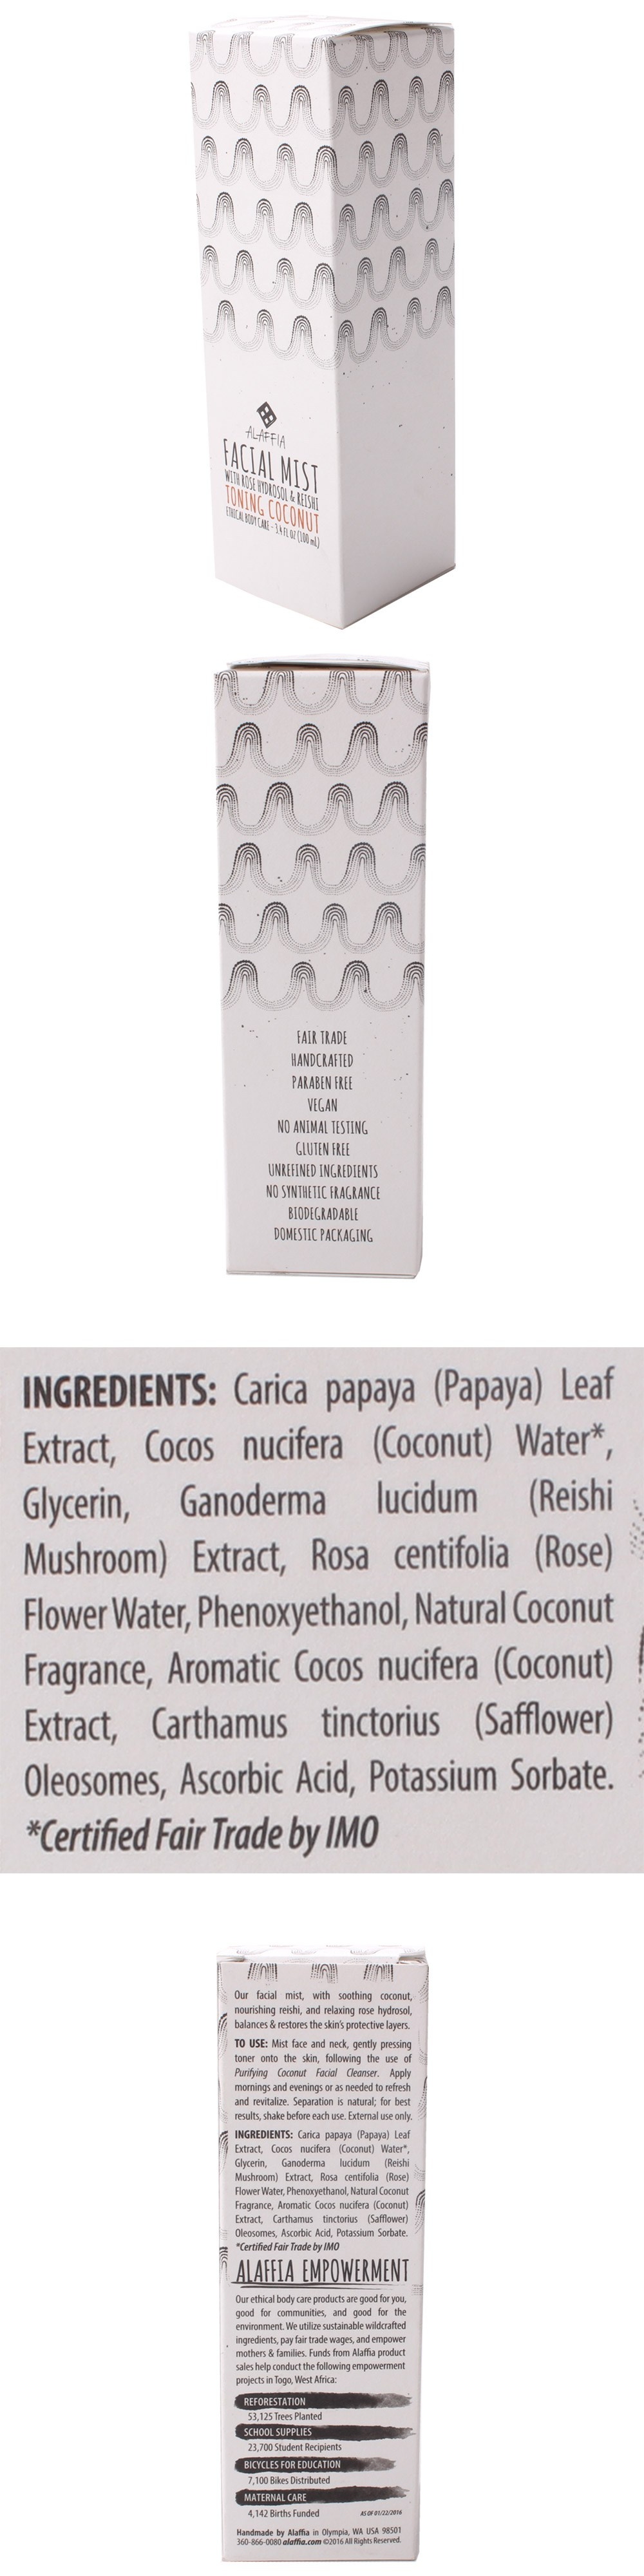 ALAFFIA
FACIAL MIST
WITH ROSE HYDROSOL & REISHI
TONING COCONUT
ETHICAL BODY CARE - 3.4 FL OZ (100 mL)
FAIR TRADE
HANDCRAFTED
PARABEN FREE
VEGAN
NO ANIMAL TESTING
GLUTEN FREE
UNREFINED INGREDIENTS
NO SYNTHETIC FRAGRANCE
BIODEGRADABLE
DOMESTIC PACKAGING
INGREDIENTS: Carica papaya (Papaya) Leaf
Extract, Cocos nucifera (Coconut) Water*,
Glycerin, Ganoderma lucidum (Reishi
Mushroom) Extract, Rosa centifolia (Rose)
Flower Water, Phenoxyethanol, Natural Coconut
Fragrance, Aromatic Cocos nucifera (Coconut)
Extract, Carthamus tinctorius (Safflower)
Oleosomes, Ascorbic Acid, Potassium Sorbate.
*Certified Fair Trade by IMO
Our facial mist, with soothing coconut,
nourishing reishi, and relaxing rose hydrosol,
balances & restores the skin's protective layers.
TO USE: Mist face and neck, gently pressing
toner onto the skin, following the use of
Purifying Coconut Facial Cleanser. Apply
mornings and evenings or as needed to refresh
and revitalize. Separation is natural; for best
results, shake before each use. External use only.
INGREDIENTS: Carica papaya (Papaya) Leaf
Extract, Cocos nucifera (Coconut) Water*,
Glycerin, Ganoderma lucidum (Reishi
Mushroom) Extract, Rosa centifolia (Rose)
Flower Water, Phenoxyethanol, Natural Coconut
Fragrance, Aromatic Cocos nucifera (Coconut)
Extract, Carthamus tinctorius (Safflower)
Oleosomes, Ascorbic Acid, Potassium Sorbate.
*Certified Fair Trade by IMO
ALAFFIA EMPOWERMENT
Our ethical body care products are good for you,
good for communities, and good for the
environment. We utilize sustainable wildcrafted
ingredients, pay fair trade wages, and empower
mothers & families. Funds from Alaffia product
sales help conduct the following empowerment
projects in Togo, West Africa:
REFORESTATION
53,125 Trees Planted
SCHOOL SUPPLIES
23,700 Student Recipients
BICYCLES FOR EDUCATION
7,100 Bikes Distributed
MATERNAL CARE
4,142 Births Funded AS OF 01/22/2016
Handmade by Alaffia in Olympia, WA USA 98501
360-866-0080 alaffia.com ©2016 All Rights Reserved.